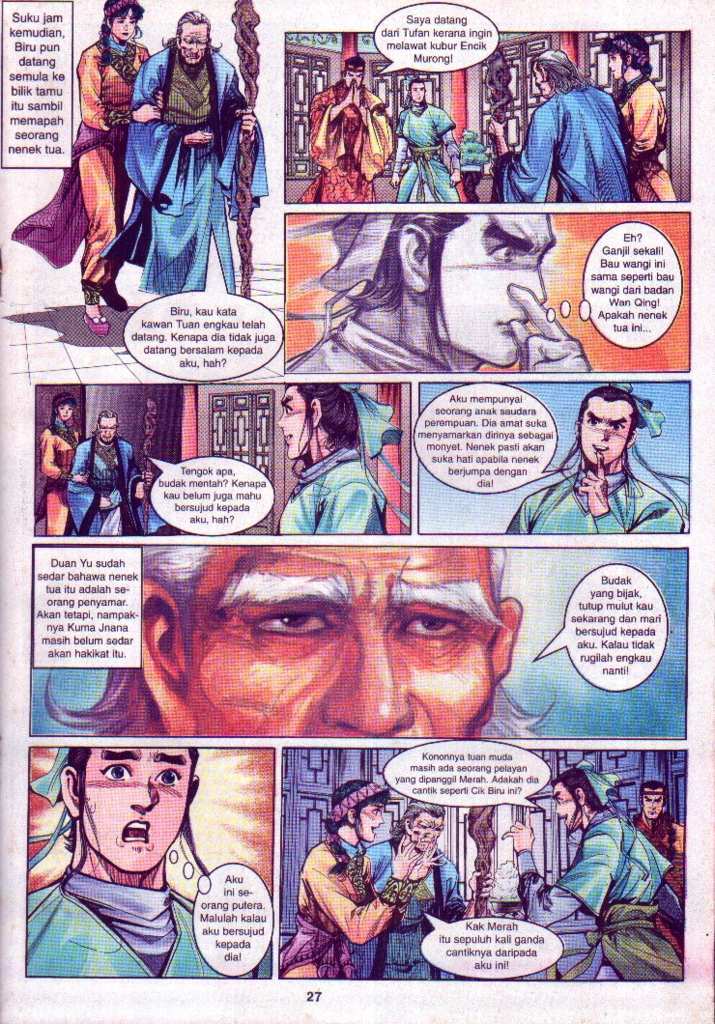 Suku jam
kemudian,
Biru pun
datang
semula ke
bilik tamu
itu sambil
memapah
seorang
nenek tua.
Biru, kau kata
kawan Tuan engkau telah
datang. Kenapa dia tidak juga
datang bersalam kepada
aku, hah?
Saya datang
dari Tufan kerana ingin
melawat kubur Encik
Murong!
Eh?
Ganjil sekali!
Bau wangi ini
sama seperti bau
wangi dari badan
Wan Qing!
Apakah nenek
tua ini...
Tengok apa,
budak mentah? Kenapa
kau belum juga mahu
bersujud kepada
aku, hah?
Aku mempunyai
seorang anak saudara
perempuan. Dia amat suka
menyamarkan dirinya sebagai
monyet. Nenek pasti akan
suka hati apabila nenek
berjumpa dengan
dia!
Duan Yu sudah
sedar bahawa nenek
tua itu adalah se-
orang penyamar.
Akan tetapi, nampak-
nya Kuma Jnana
masih belum sedar
akan hakikat itu.
Budak
yang bijak,
tutup mulut kau
sekarang dan mari
bersujud kepada
aku. Kalau tidak
rugilah engkau
nanti!
Aku
ini se-
orang putera.
Malulah kalau
aku bersujud
kepada
dia!
Kononnya tuan muda
masih ada seorang pelayan
yang dipanggil Merah. Adakah dia
cantik seperti Cik Biru ini?
Kak Merah
itu sepuluh kali ganda
cantiknya daripada
aku ini!
27